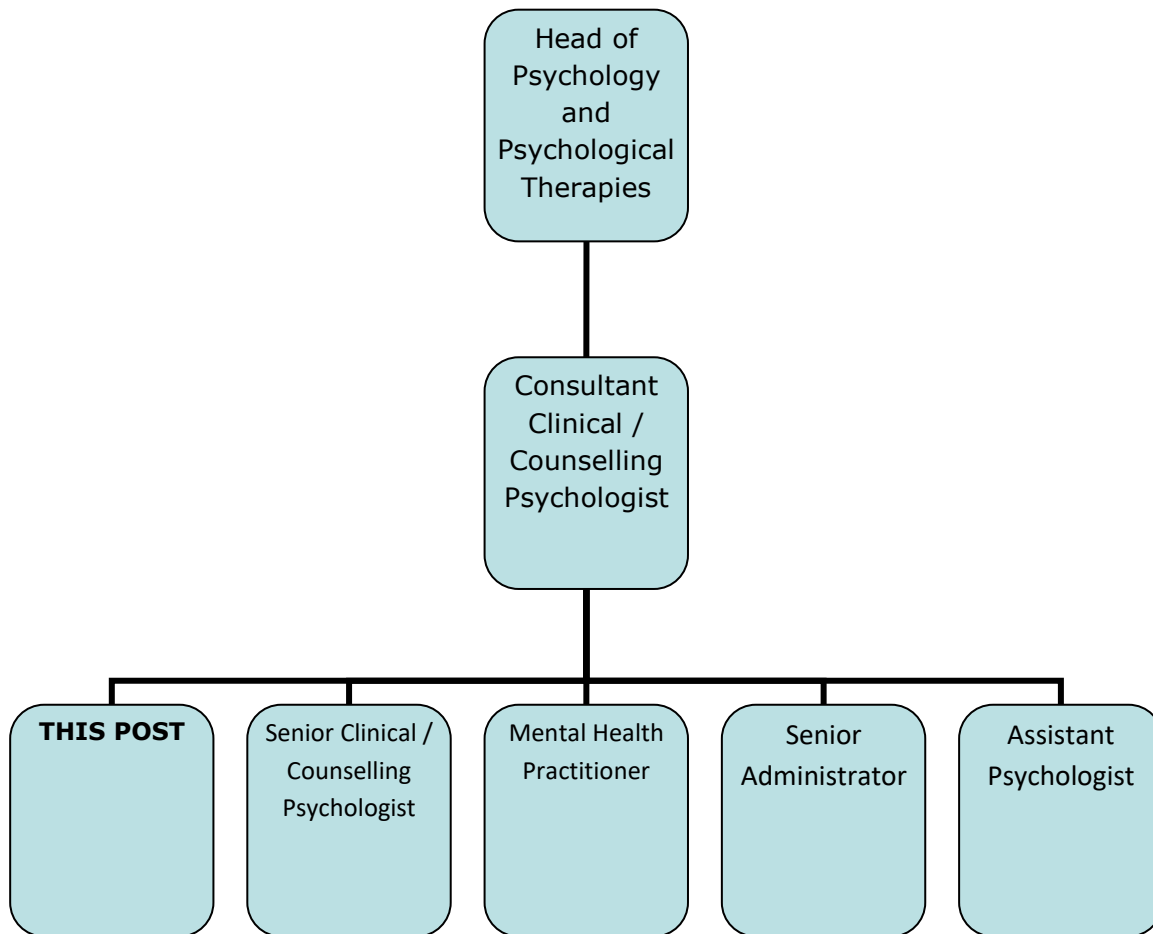 Head of
Psychology
and
Psychological
Therapies
Consultant
Clinical /
Counselling
Psychologist
THIS POST
Senior Clinical /
Counselling
Psychologist
Mental Health
Practitioner
Senior
Administrator
Assistant
Psychologist